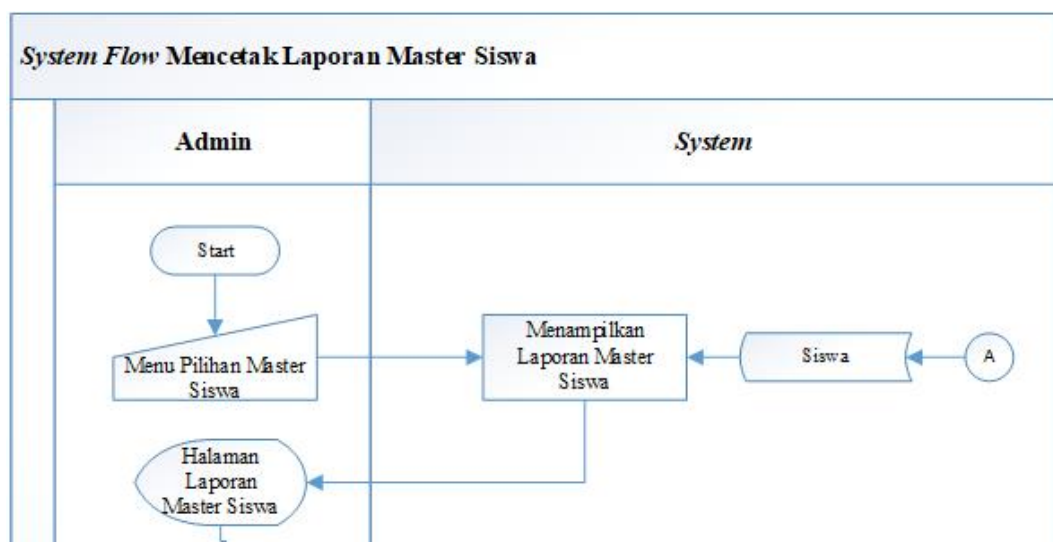 System Flow Mencetak Laporan Master Siswa
Admin
System
Start
Menu Pilihan Master
Siswa
Menampilkan
Laporan Master
Siswa
Siswa
A
Halaman
Laporan
Master Siswa